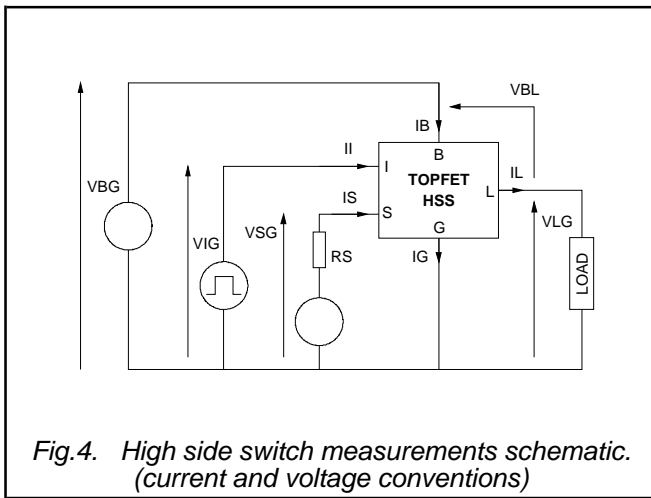 VBL
IB
B
II
I
TOPFET
HSS
L
IL
VBG
IS
S
VSG
VLG
VIG
RS
G
IG
LOAD
Fig.4. High side switch measurements schematic.
(current and voltage conventions)